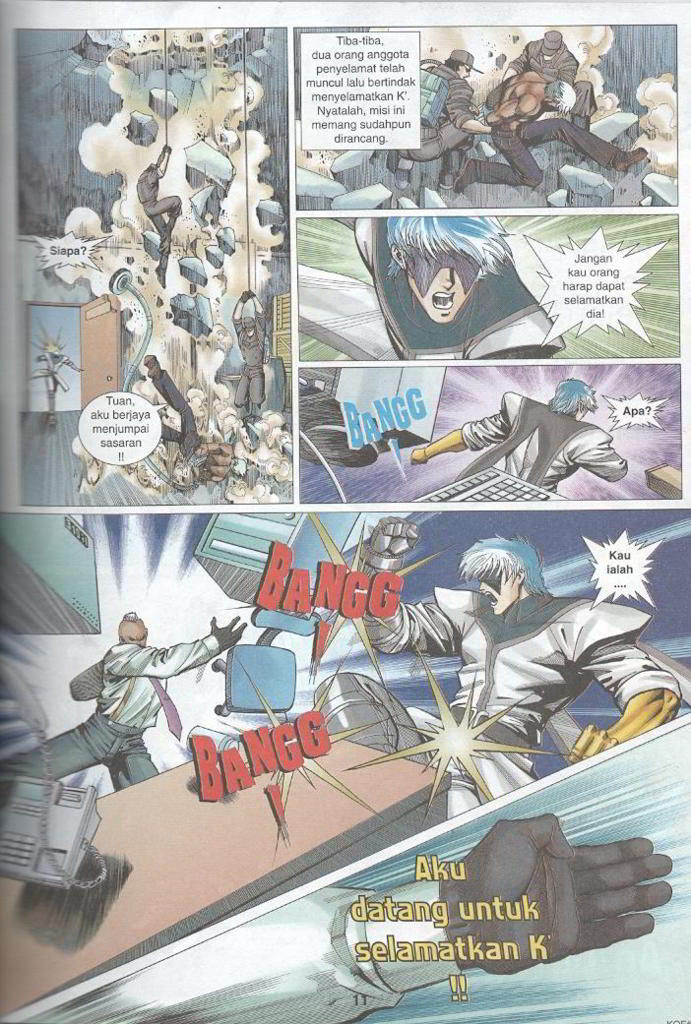 Siapa?
Tuan,
aku berjaya
menjumpai
sasaran
!!
Tiba-tiba,
dua orang anggota
penyelamat telah
muncul lalu bertindak
menyelamatkan K'.
Nyatalah, misi ini
memang sudahpun
dirancang.
Jangan
kau orang
harap dapat
selamatkan
dia!
BANGG
!
Apa?
BANGG
!
Kau
ialah
....
BANGG
!
Aku
datang untuk
selamatkan K'
!!
11